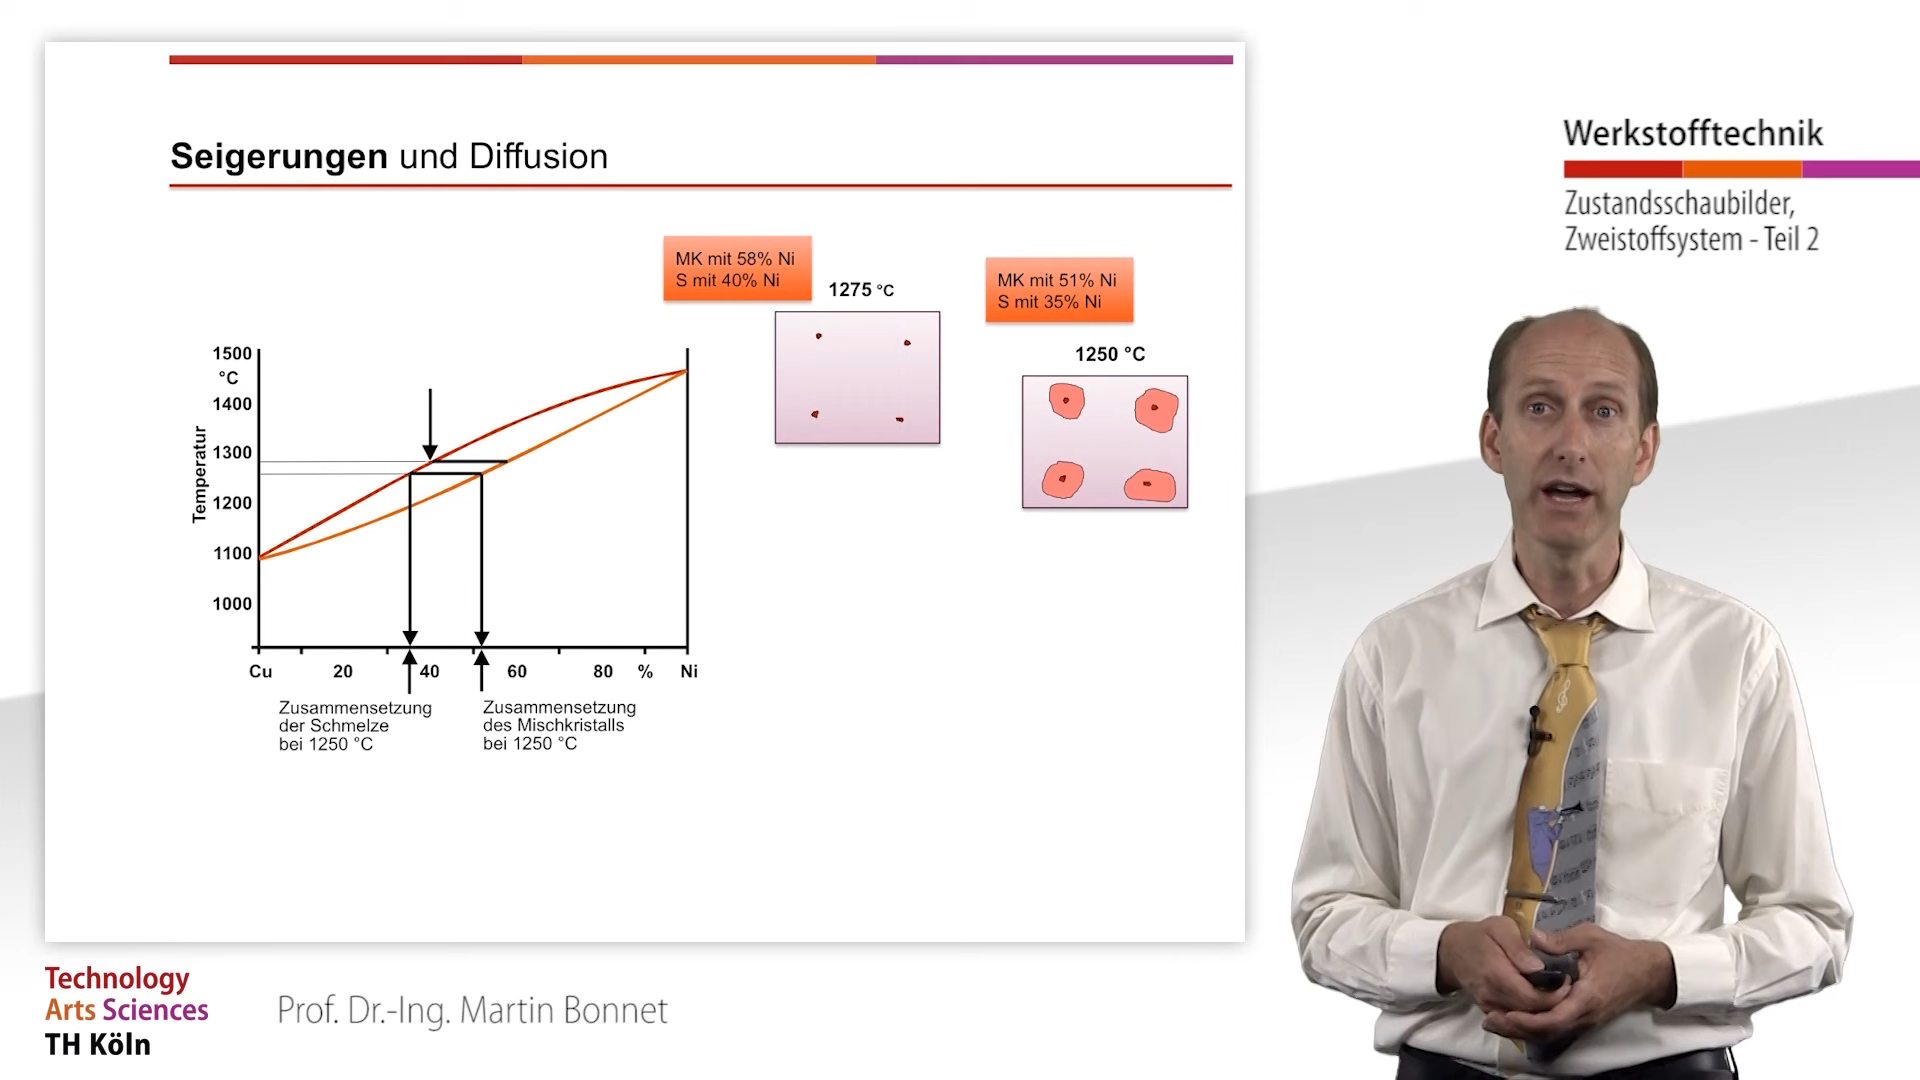 Seigerungen und Diffusion
MK mit 58% Ni
S mit 40% Ni
1275 °C
MK mit 51% Ni
S mit 35% Ni
1250 °C
Temperatur
1500
°C
1400
1300
1200
1100
1000
Cu 20 40 60 80 % Ni
Zusammensetzung
der Schmelze
bei 1250 °C
Zusammensetzung
des Mischkristalls
bei 1250 °C
Werkstofftechnik
Zustandsschaubilder,
Zweistoffsystem - Teil 2
Technology
Arts Sciences
TH Köln
Prof. Dr.-Ing. Martin Bonnet